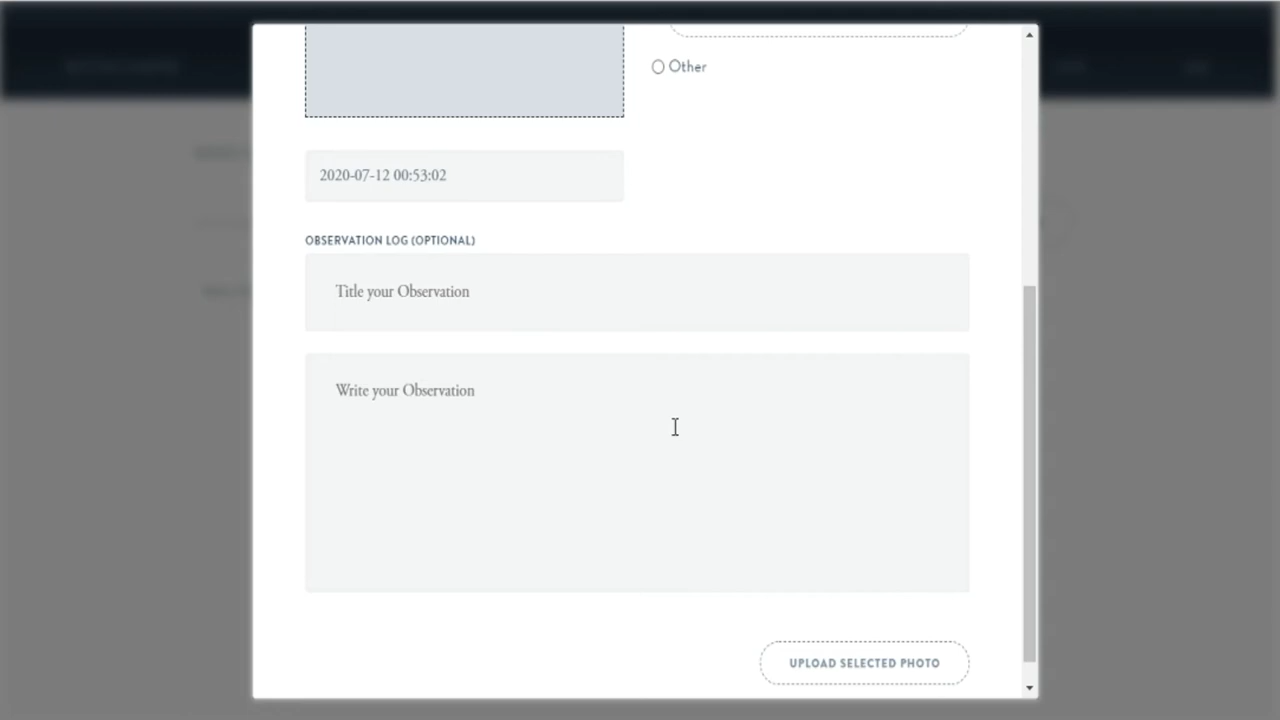 Other
2020-07-12 00:53:02
OBSERVATION LOG (OPTIONAL)
Title your Observation
Write your Observation
UPLOAD SELECTED PHOTO